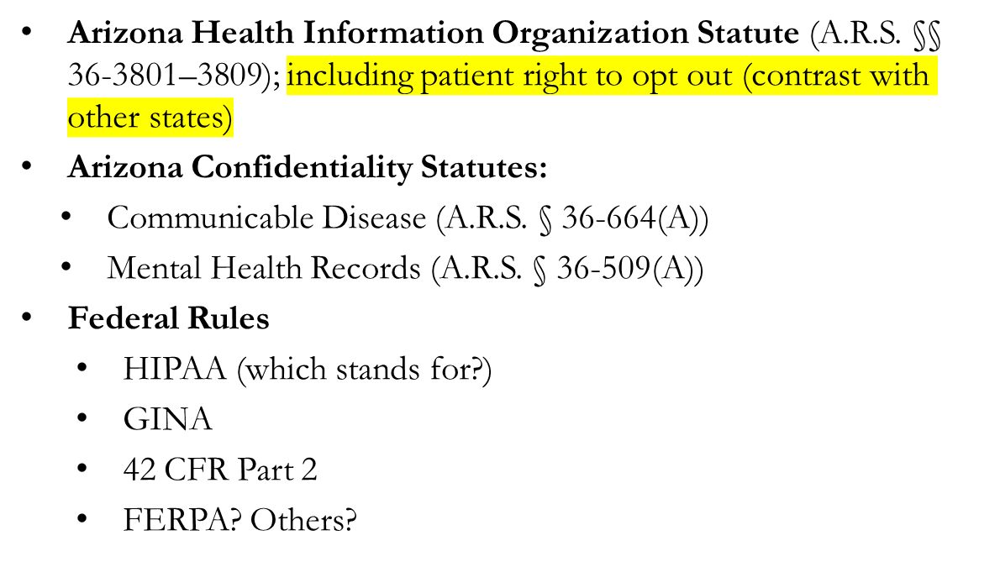 • Arizona Health Information Organization Statute (A.R.S. §§
36-3801–3809); including patient right to opt out (contrast with
other states)
• Arizona Confidentiality Statutes:
• Communicable Disease (A.R.S. § 36-664(A))
• Mental Health Records (A.R.S. § 36-509(A))
• Federal Rules
• HIPAA (which stands for?)
• GINA
• 42 CFR Part 2
• FERPA? Others?